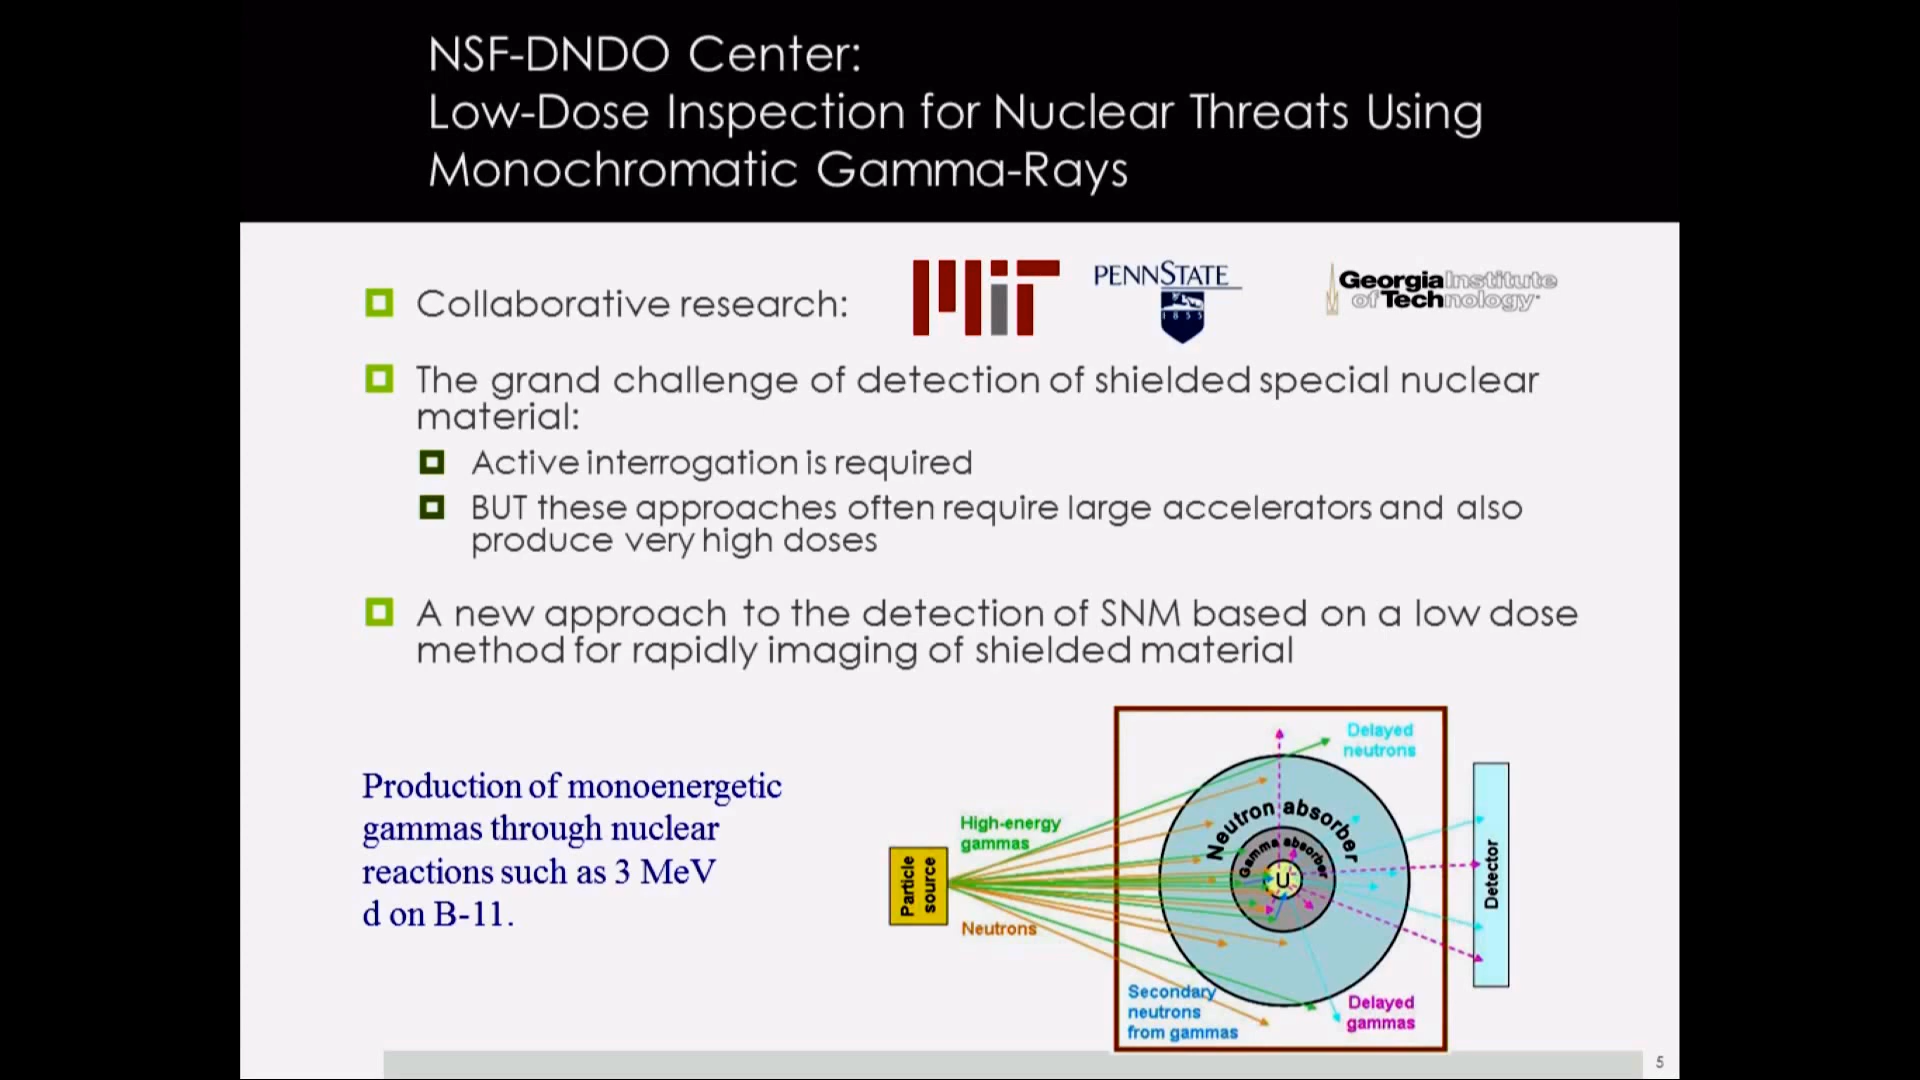 NSF-DNDO Center:
Low-Dose Inspection for Nuclear Threats Using
Monochromatic Gamma-Rays
Collaborative research:
MIT
PENNSTATE
1855
Georgia Institute
of Technology
The grand challenge of detection of shielded special nuclear
material:
Active interrogation is required
BUT these approaches often require large accelerators and also
produce very high doses
A new approach to the detection of SNM based on a low dose
method for rapidly imaging of shielded material
Production of monoenergetic
gammas through nuclear
reactions such as 3 MeV
d on B-11.
Particle
source
High-energy
gammas
Neutrons
Delayed
neutrons
Neutron absorber
Gamma absorber
U
Detector
Secondary
neutrons
from gammas
Delayed
gammas
5